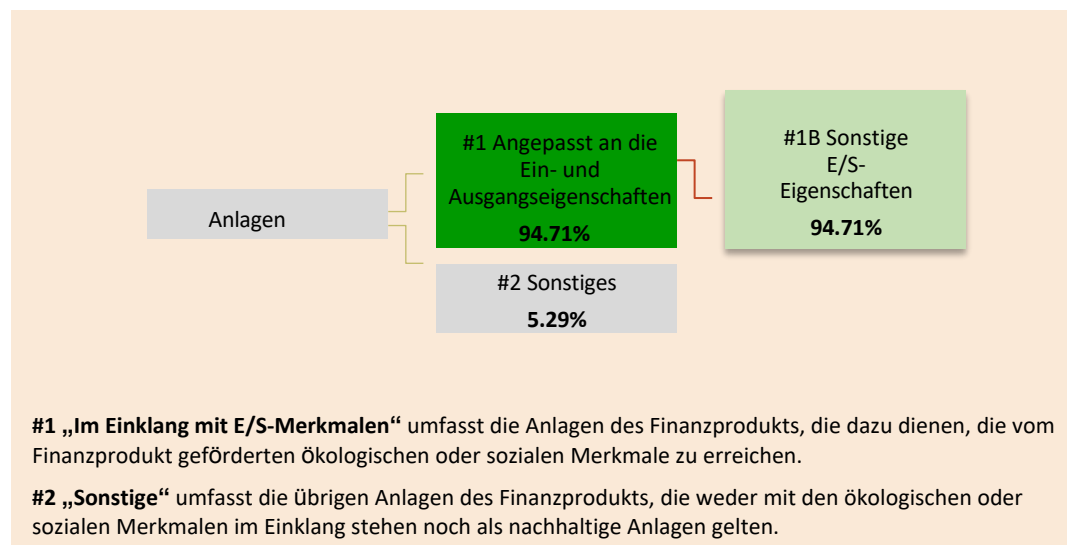 Anlagen
#1 Angepasst an die
Ein- und
Ausgangseigenschaften
94.71%
#1B Sonstige
E/S-
Eigenschaften
94.71%
#2 Sonstiges
5.29%
#1 „Im Einklang mit E/S-Merkmalen“ umfasst die Anlagen des Finanzprodukts, die dazu dienen, die vom
Finanzprodukt geförderten ökologischen oder sozialen Merkmale zu erreichen.
#2 „Sonstige“ umfasst die übrigen Anlagen des Finanzprodukts, die weder mit den ökologischen oder
sozialen Merkmalen im Einklang stehen noch als nachhaltige Anlagen gelten.